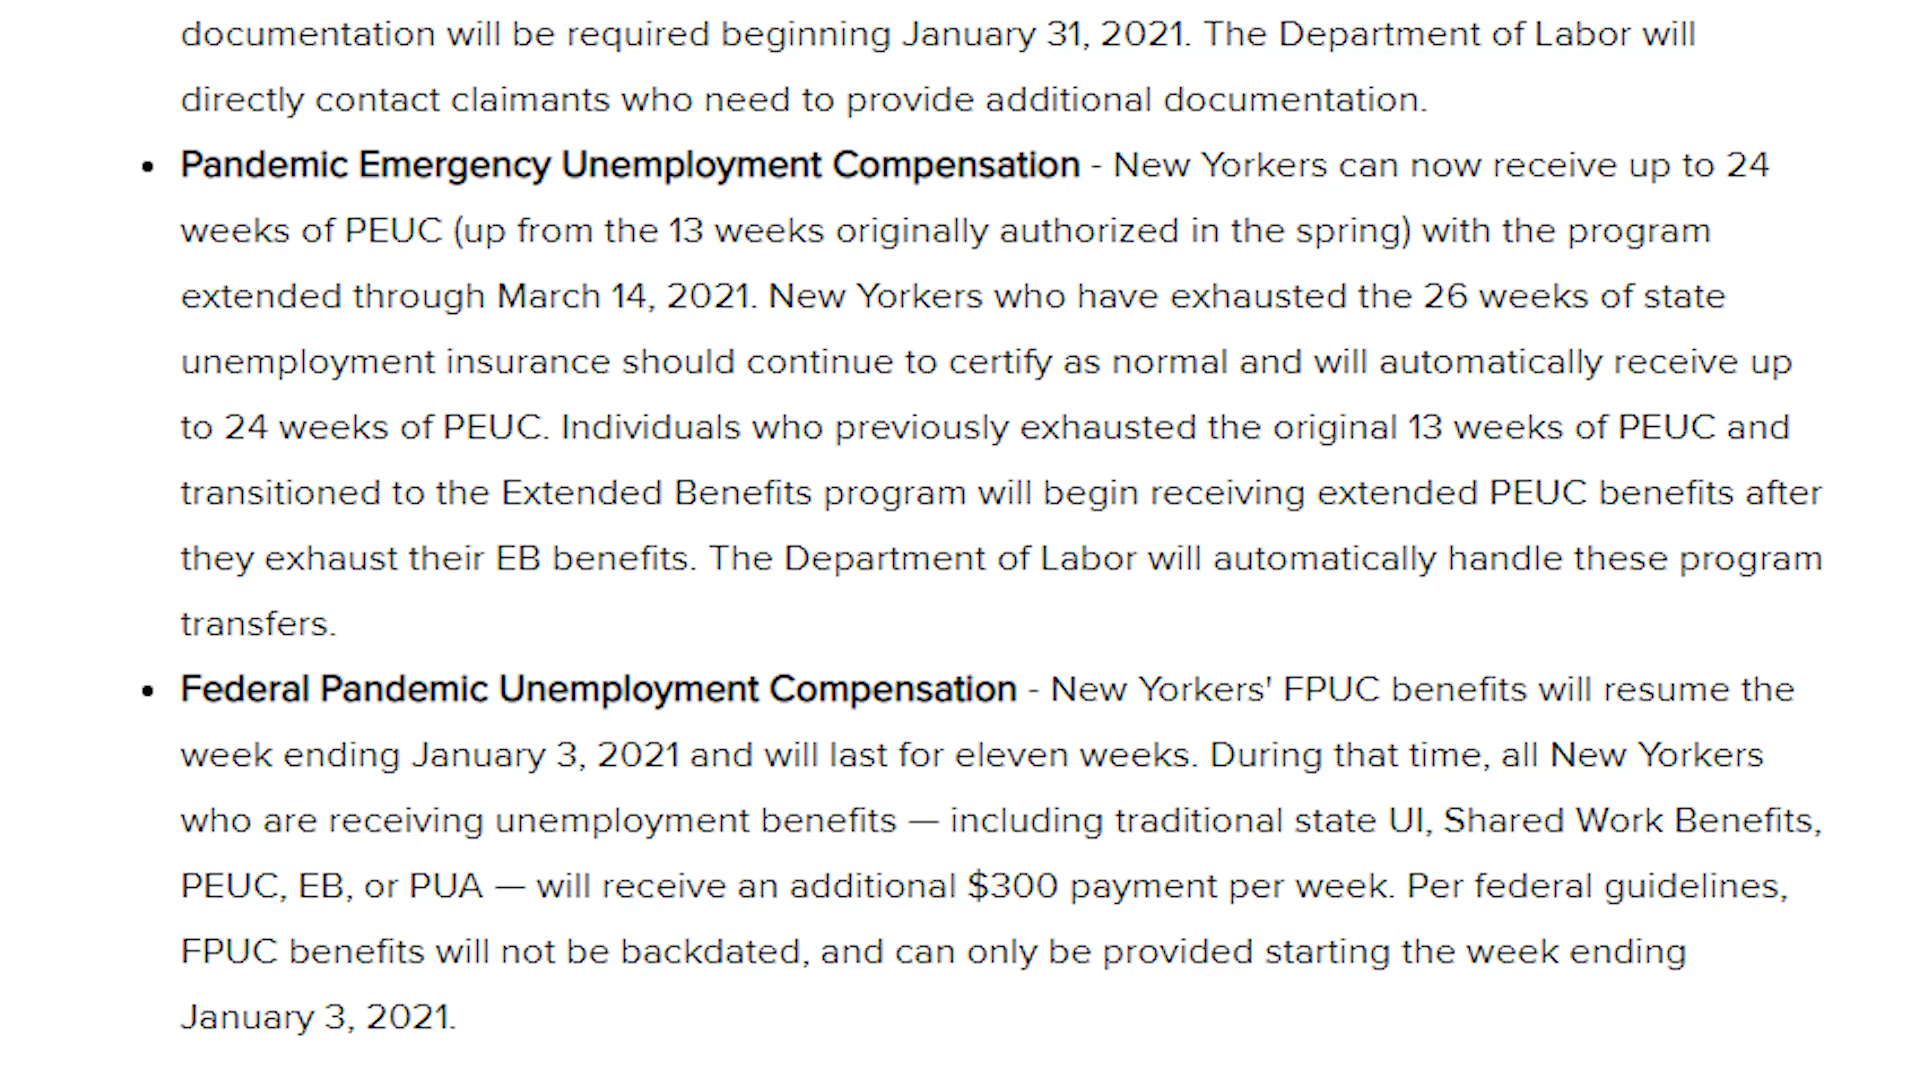 documentation will be required beginning January 31, 2021. The Department of Labor will
directly contact claimants who need to provide additional documentation.
• Pandemic Emergency Unemployment Compensation - New Yorkers can now receive up to 24
weeks of PEUC (up from the 13 weeks originally authorized in the spring) with the program
extended through March 14, 2021. New Yorkers who have exhausted the 26 weeks of state
unemployment insurance should continue to certify as normal and will automatically receive up
to 24 weeks of PEUC. Individuals who previously exhausted the original 13 weeks of PEUC and
transitioned to the Extended Benefits program will begin receiving extended PEUC benefits after
they exhaust their EB benefits. The Department of Labor will automatically handle these program
transfers.
• Federal Pandemic Unemployment Compensation - New Yorkers' FPUC benefits will resume the
week ending January 3, 2021 and will last for eleven weeks. During that time, all New Yorkers
who are receiving unemployment benefits — including traditional state UI, Shared Work Benefits,
PEUC, EB, or PUA — will receive an additional $300 payment per week. Per federal guidelines,
FPUC benefits will not be backdated, and can only be provided starting the week ending
January 3, 2021.